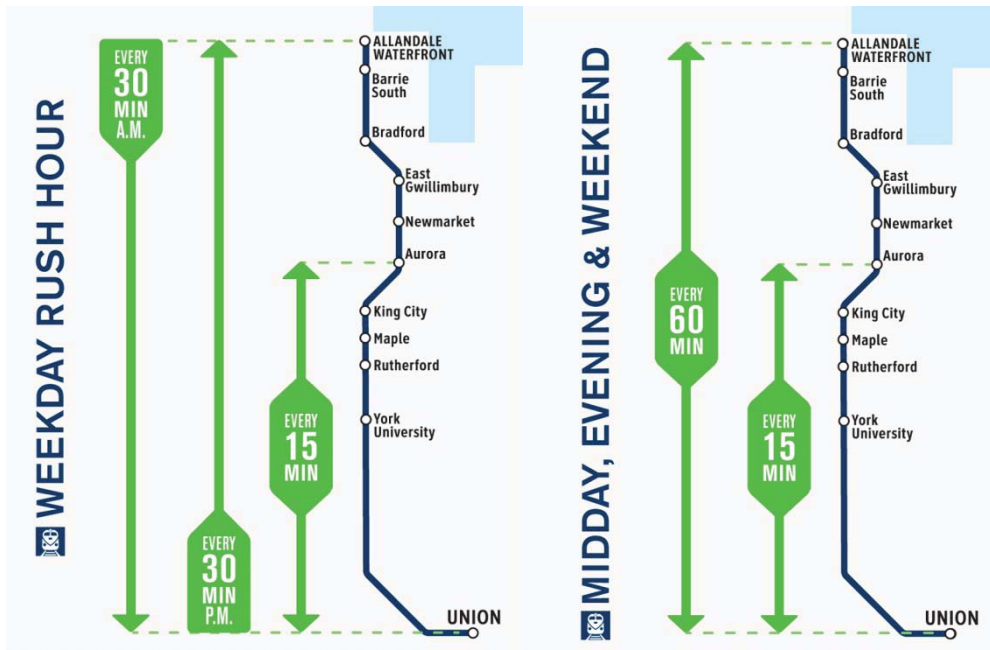 WEEKDAY RUSH HOUR
EVERY
30
MIN
A.M.
EVERY
30
MIN
P.M.
EVERY
15
MIN
ALLANDALE
WATERFRONT
Barrie
South
Bradford
East
Gwillimbury
Newmarket
Aurora
King City
Maple
Rutherford
York
University
UNION
MIDDAY, EVENING & WEEKEND
EVERY
60
MIN
EVERY
15
MIN
ALLANDALE
WATERFRONT
Barrie
South
Bradford
East
Gwillimbury
Newmarket
Aurora
King City
Maple
Rutherford
York
University
UNION